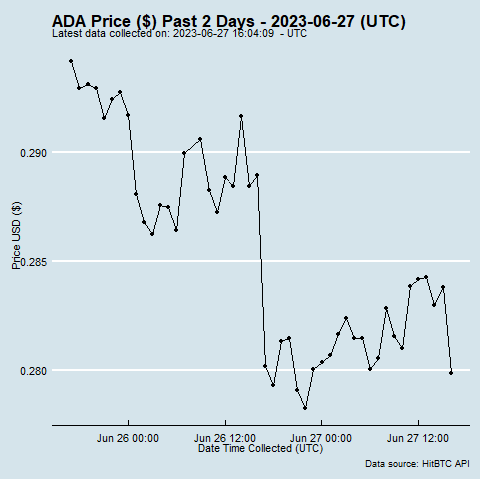 ADA Price ($) Past 2 Days - 2023-06-27 (UTC)
Latest data collected on: 2023-06-27 16:04:09  - UTC
0.290
0.285
0.280
Price USD ($)
Jun 26 00:00
Jun 26 12:00
Jun 27 00:00
Jun 27 12:00
Date Time Collected (UTC)
Data source: HitBTC API